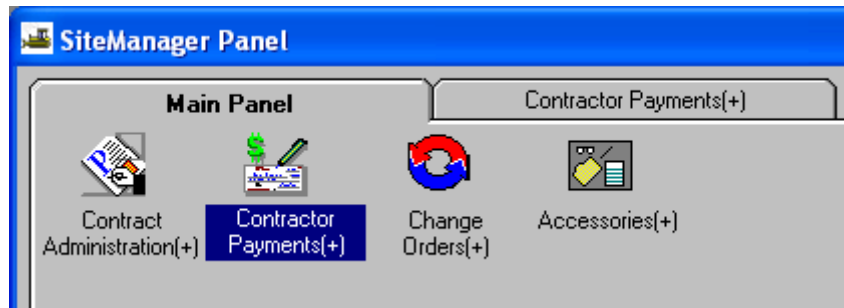 SiteManager Panel
Main Panel
Contractor Payments(+)
Contract
Administration(+)
Contractor
Payments(+)
Change
Orders(+)
Accessories(+)